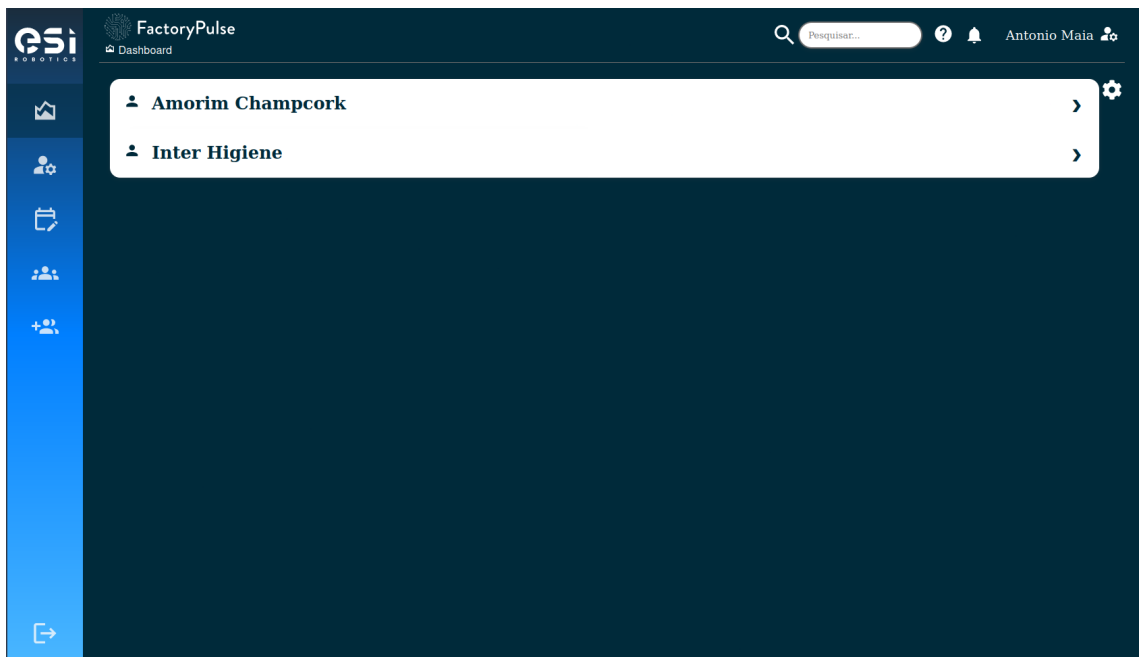 esi
ROBOTICS
FactoryPulse
Dashboard
Pesquisar...
Antonio Maia
Amorim Champcork
Inter Higiene